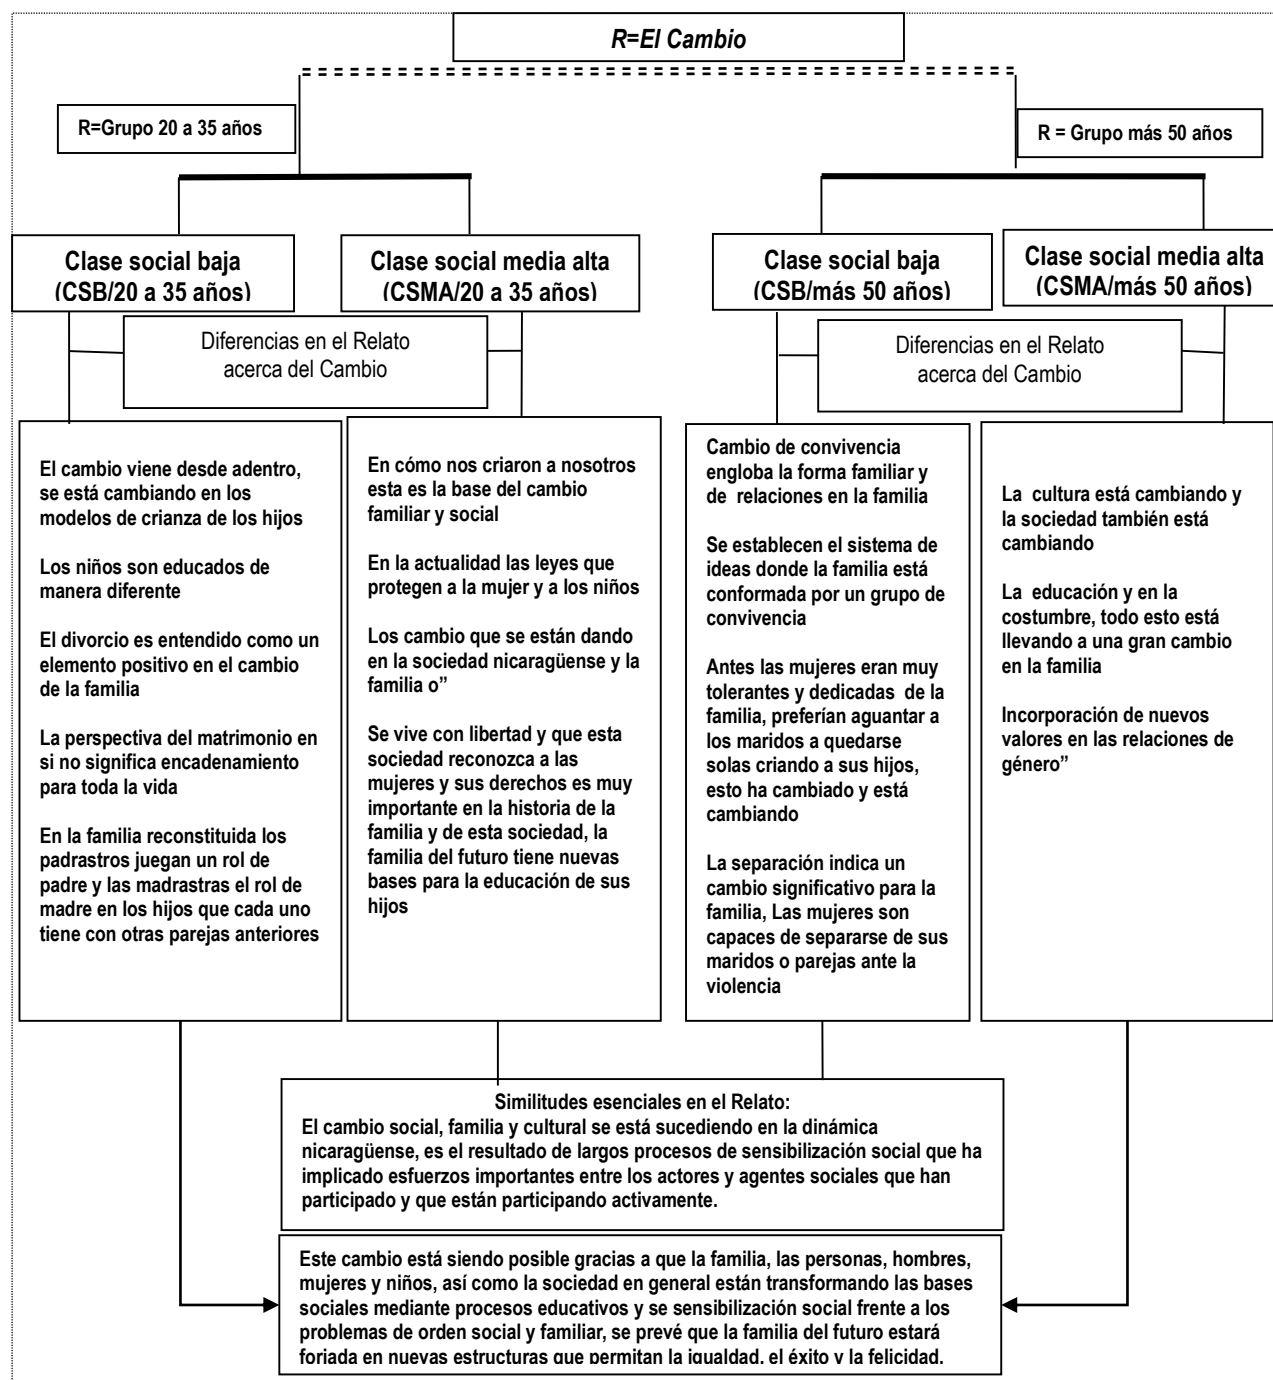 R=El Cambio
R=Grupo 20 a 35 años
R = Grupo más 50 años
Clase social baja
(CSB/20 a 35 años)
Clase social media alta
(CSMA/20 a 35 años)
Clase social baja
(CSB/más 50 años)
Clase social media alta
(CSMA/más 50 años)
Diferencias en el Relato
acerca del Cambio
Diferencias en el Relato
acerca del Cambio
El cambio viene desde adentro,
se está cambiando en los
modelos de crianza de los hijos
Los niños son educados de
manera diferente
El divorcio es entendido como un
elemento positivo en el cambio
de la familia
La perspectiva del matrimonio en
si no significa encadenamiento
para toda la vida
En la familia reconstituida los
padrastros juegan un rol de
padre y las madrastras el rol de
madre en los hijos que cada uno
tiene con otras parejas anteriores
En cómo nos criaron a nosotros
esta es la base del cambio
familiar y social
En la actualidad las leyes que
protegen a la mujer y a los niños
Los cambio que se están dando
en la sociedad nicaragüense y la
familia o”
Se vive con libertad y que esta
sociedad reconozca a las
mujeres y sus derechos es muy
importante en la historia de la
familia y de esta sociedad, la
familia del futuro tiene nuevas
bases para la educación de sus
hijos
Cambio de convivencia
engloba la forma familiar y
de relaciones en la familia
Se establecen el sistema de
ideas donde la familia está
conformada por un grupo de
convivencia
Antes las mujeres eran muy
tolerantes y dedicadas de la
familia, preferían aguantar a
los maridos a quedarse
solas criando a sus hijos,
esto ha cambiado y está
cambiando
La separación indica un
cambio significativo para la
familia, Las mujeres son
capaces de separarse de sus
maridos o parejas ante la
violencia
La cultura está cambiando y
la sociedad también está
cambiando
La educación y en la
costumbre, todo esto está
llevando a una gran cambio
en la familia
Incorporación de nuevos
valores en las relaciones de
género”
Similitudes esenciales en el Relato:
El cambio social, familia y cultural se está sucediendo en la dinámica
nicaragüense, es el resultado de largos procesos de sensibilización social que ha
implicado esfuerzos importantes entre los actores y agentes sociales que han
participado y que están participando activamente.
Este cambio está siendo posible gracias a que la familia, las personas, hombres,
mujeres y niños, así como la sociedad en general están transformando las bases
sociales mediante procesos educativos y se sensibilización social frente a los
problemas de orden social y familiar, se prevé que la familia del futuro estará
forjada en nuevas estructuras que permitan la igualdad, el éxito y la felicidad.